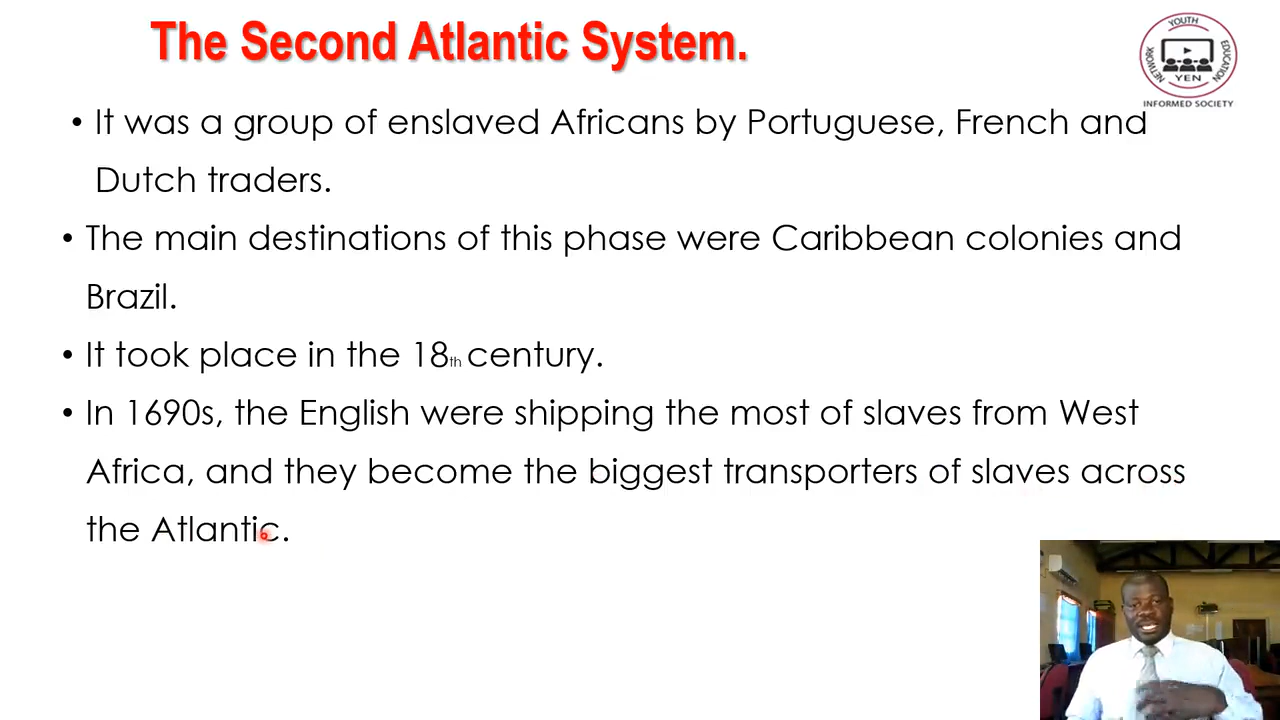 The Second Atlantic System.
YOUTH
EDUCATION
NETWORK
YEN
INFORMED SOCIETY
• It was a group of enslaved Africans by Portuguese, French and
Dutch traders.
• The main destinations of this phase were Caribbean colonies and
Brazil.
• It took place in the 18th century.
• In 1690s, the English were shipping the most of slaves from West
Africa, and they become the biggest transporters of slaves across
the Atlantic.